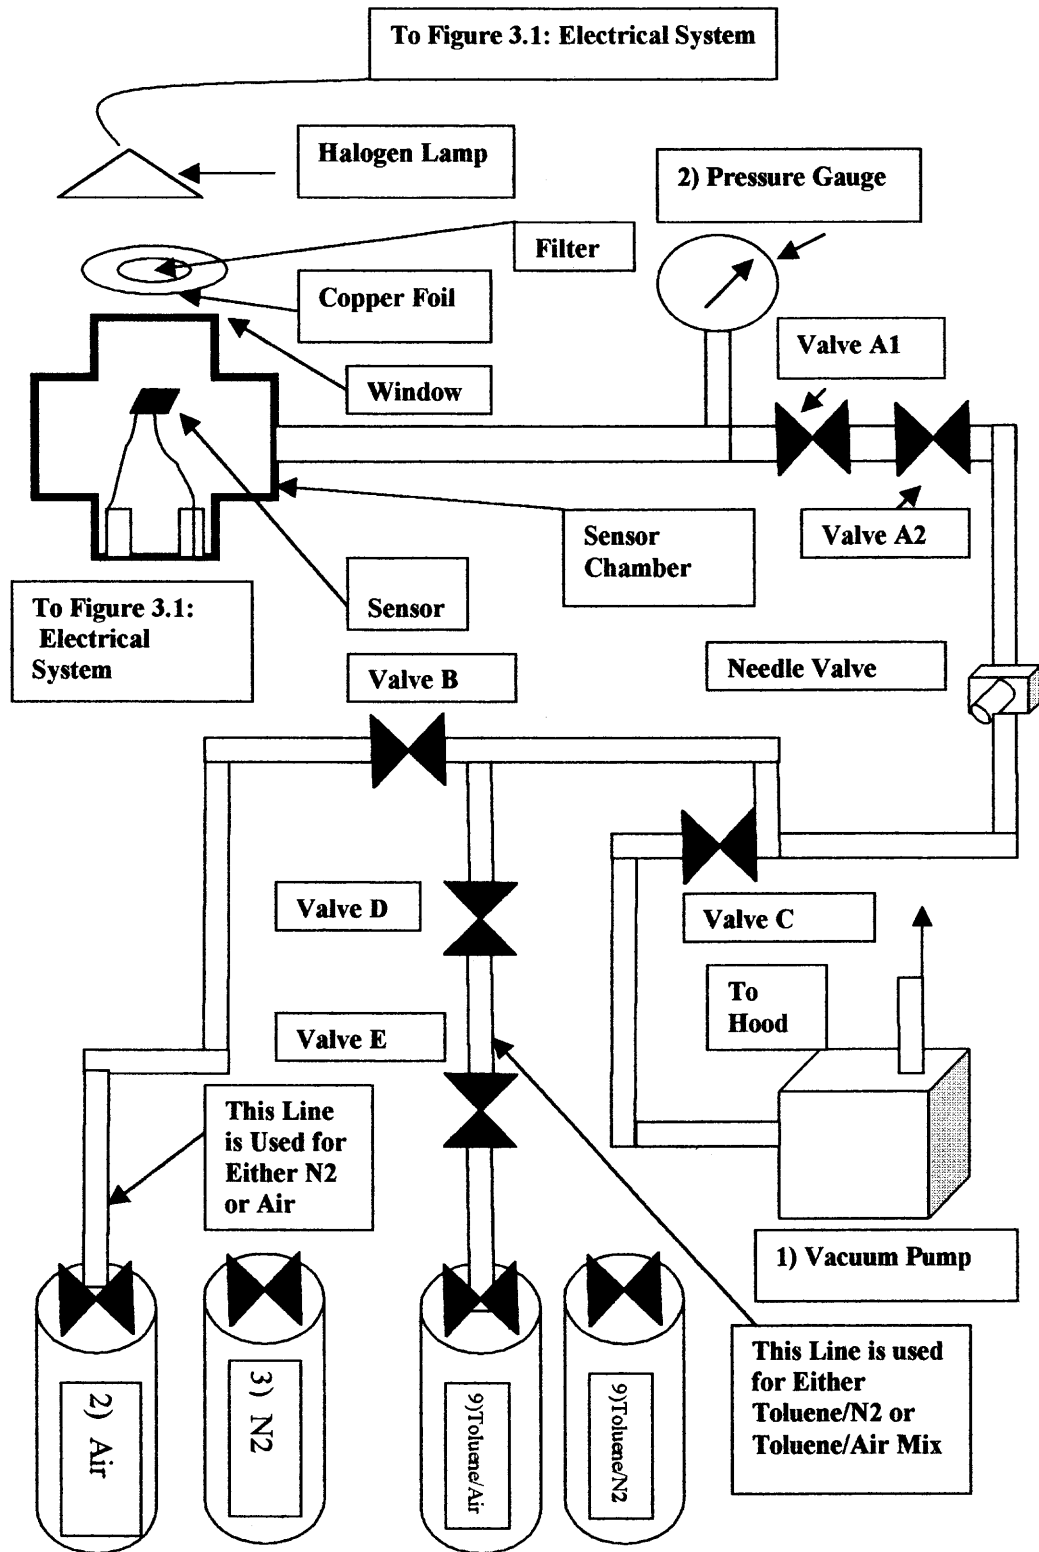 To Figure 3.1: Electrical System
Halogen Lamp
2) Pressure Gauge
Filter
Copper Foil
Valve A1
Window
Valve A2
Sensor
Chamber
To Figure 3.1:
Electrical
System
Sensor
Valve B
Needle Valve
Valve D
Valve C
To
Hood
Valve E
This Line
is Used for
Either N2
or Air
1) Vacuum Pump
This Line is used
for Either
Toluene/N2 or
Toluene/Air Mix
2) Air
3) N2
9)Toluene/Air
9)Toluene/N2